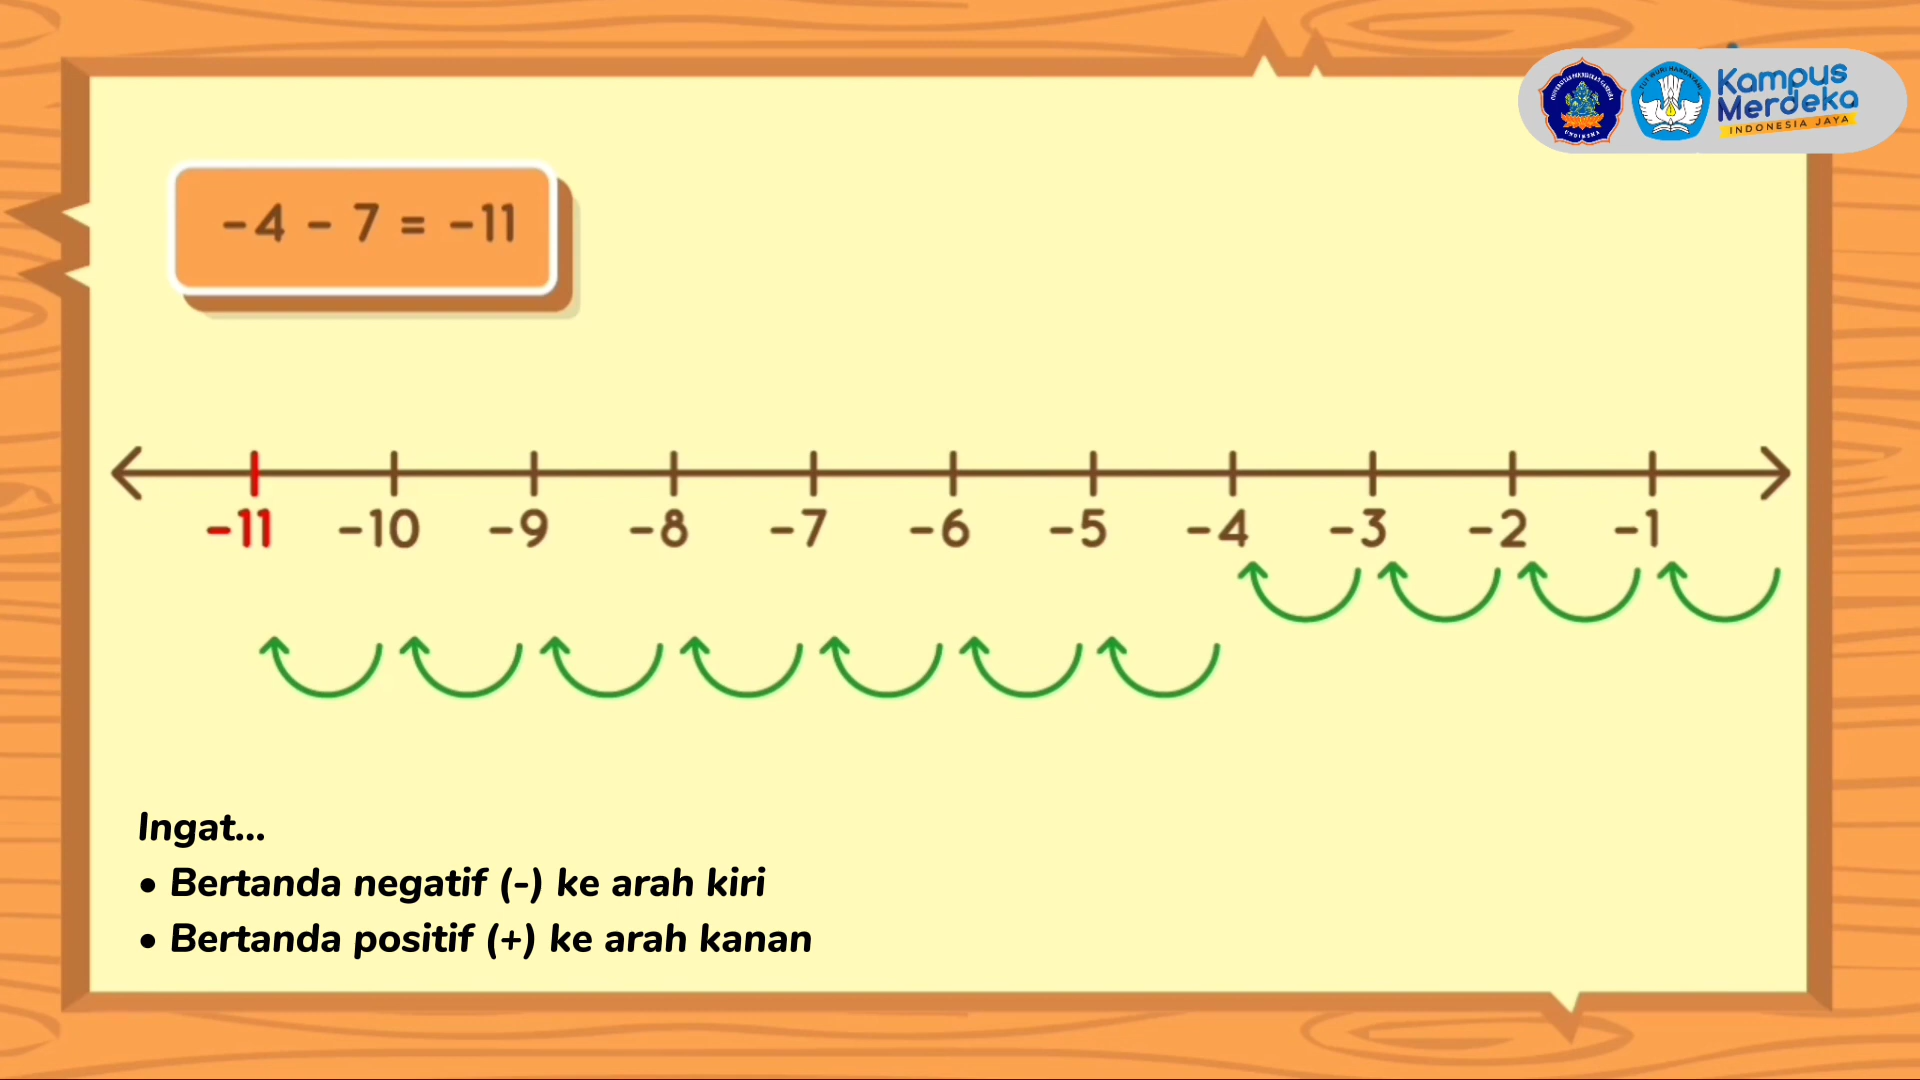 Kampus
Merdeka
INDONESIA JAYA
-4 - 7 = -11
-11 -10 -9 -8 -7 -6 -5 -4 -3 -2 -1
Ingat...
• Bertanda negatif (-) ke arah kiri
• Bertanda positif (+) ke arah kanan